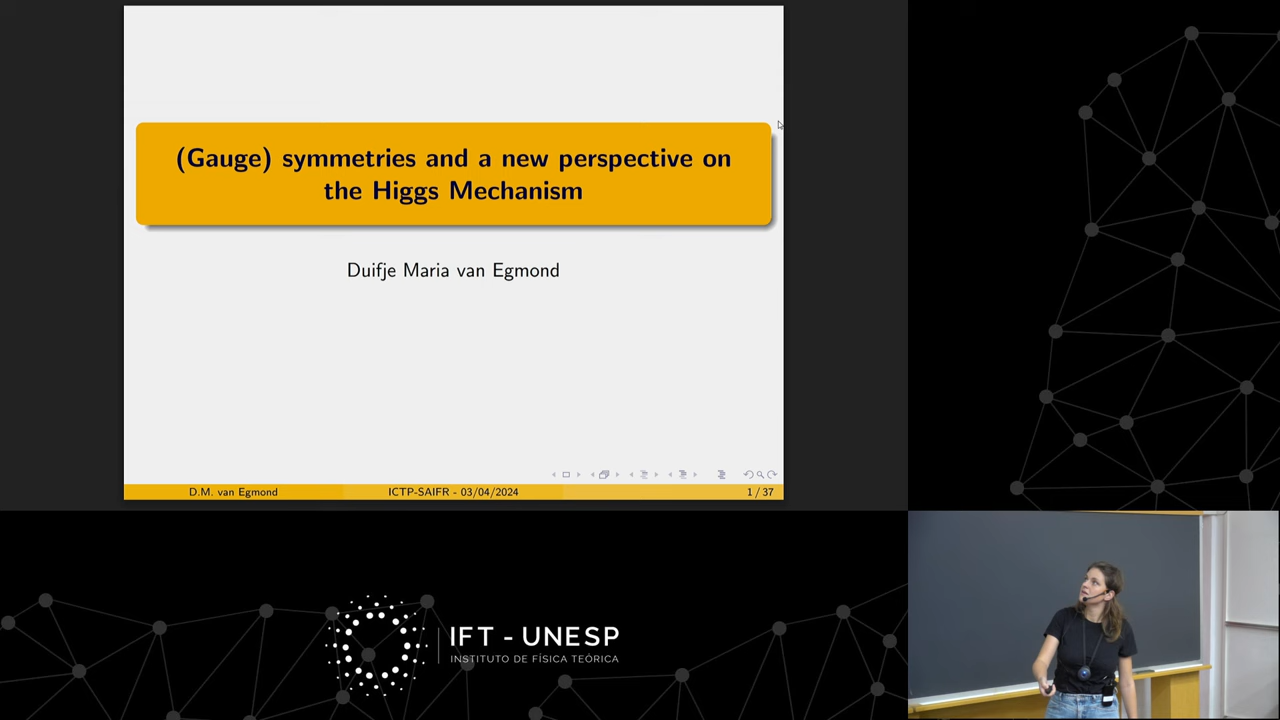 (Gauge) symmetries and a new perspective on
the Higgs Mechanism
Duifje Maria van Egmond
D.M. van Egmond
ICTP-SAIFR - 03/04/2024
1 / 37
IFT - UNESP
INSTITUTO DE FÍSICA TEÓRICA